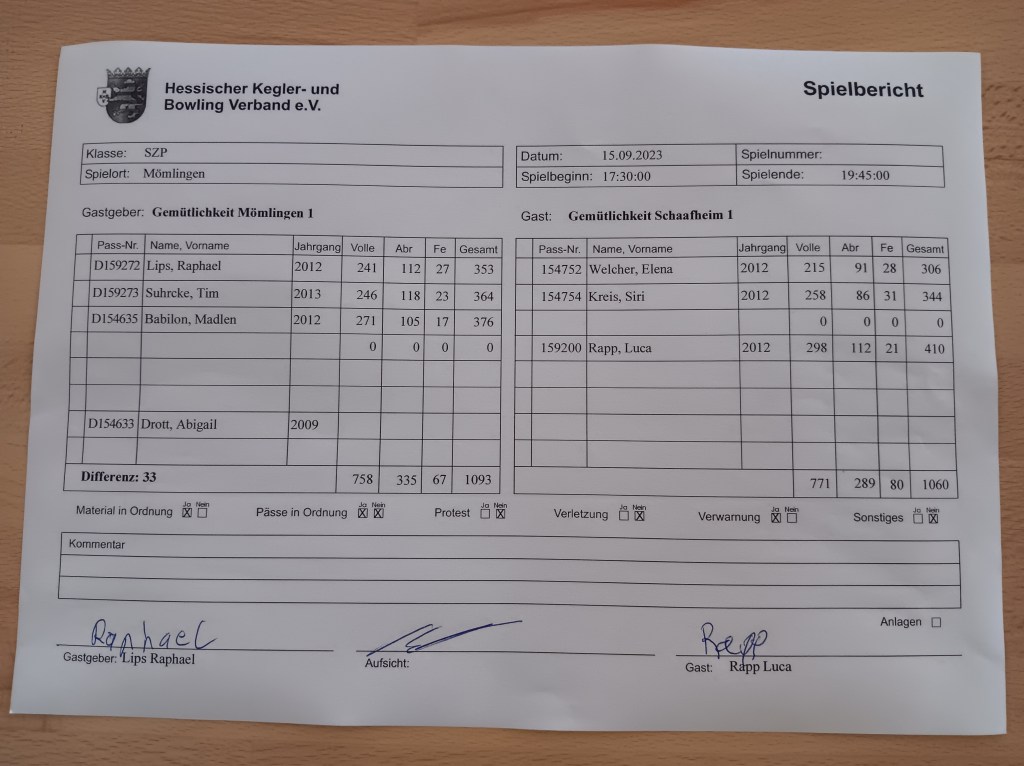 Hessischer Kegler- und
Bowling Verband e.V.
Spielbericht
Klasse: SZP
Spielort: Mömlingen
Datum: 15.09.2023 Spielnummer:
Spielbeginn: 17:30:00 Spielende: 19:45:00
Gastgeber: Gemütlichkeit Mömlingen 1
Pass-Nr. Name, Vorname Jahrgang Volle Abr Fe Gesamt
D159272 Lips, Raphael 2012 241 112 27 353
D159273 Suhrcke, Tim 2013 246 118 23 364
D154635 Babilon, Madlen 2012 271 105 17 376
0 0 0 0
D154633 Drott, Abigail 2009
Differenz: 33 758 335 67 1093
Gast: Gemütlichkeit Schaafheim 1
Pass-Nr. Name, Vorname Jahrgang Volle Abr Fe Gesamt
154752 Welcher, Elena 2012 215 91 28 306
154754 Kreis, Siri 2012 258 86 31 344
0 0 0 0
159200 Rapp, Luca 2012 298 112 21 410
771 289 80 1060
Material in Ordnung Ja Nein Pässe in Ordnung Ja Nein Protest Ja Nein Verletzung Ja Nein Verwarnung Ja Nein Sonstiges Ja Nein
Kommentar
Anlagen
Raphael
Rapp
Gastgeber: Lips Raphael
Aufsicht:
Gast: Rapp Luca